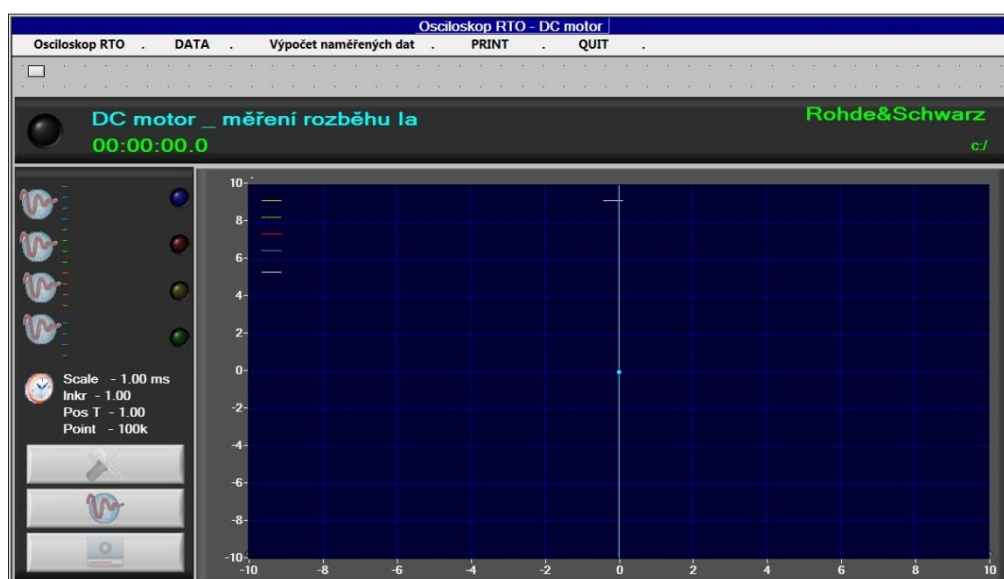 Osciloskop RTO - DC motor
Osciloskop RTO . DATA . Výpočet naměřených dat . PRINT . QUIT .
DC motor _ měření rozběhu Ia
Rohde&Schwarz
00:00:00.0
c:/
Scale - 1.00 ms
Inkr - 1.00
Pos T - 1.00
Point - 100k
10
8
6
4
2
0
-2
-4
-6
-8
-10
-10 -8 -6 -4 -2 0 2 4 6 8 10